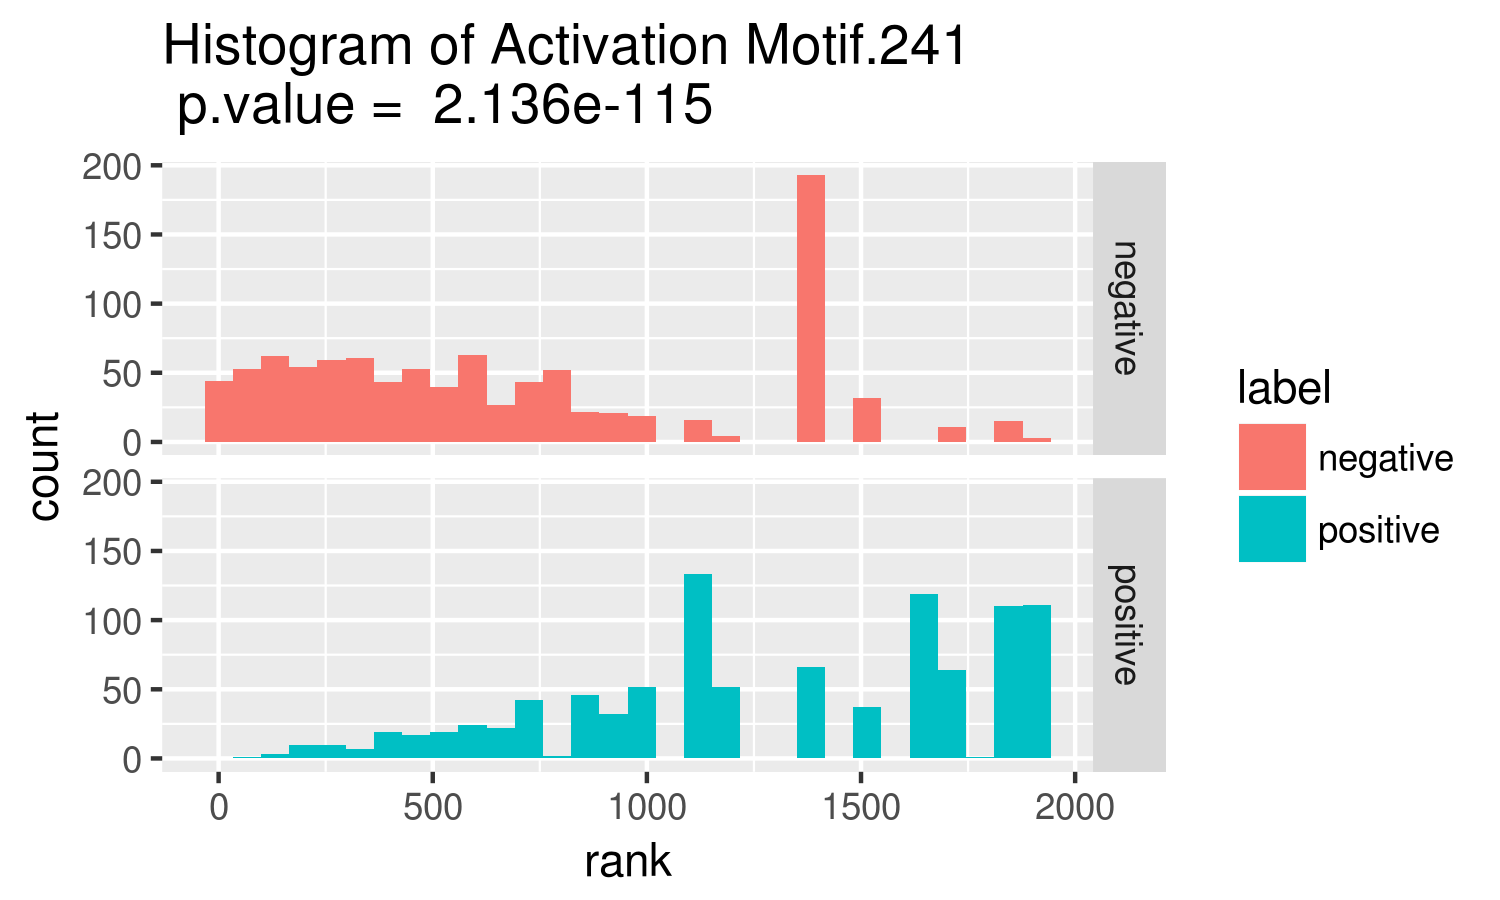 Histogram of Activation Motif.241
p.value = 2.136e-115
200
150
100
50
0
negative
200
150
100
50
0
positive
count
0 500 1000 1500 2000
rank
label
negative
positive